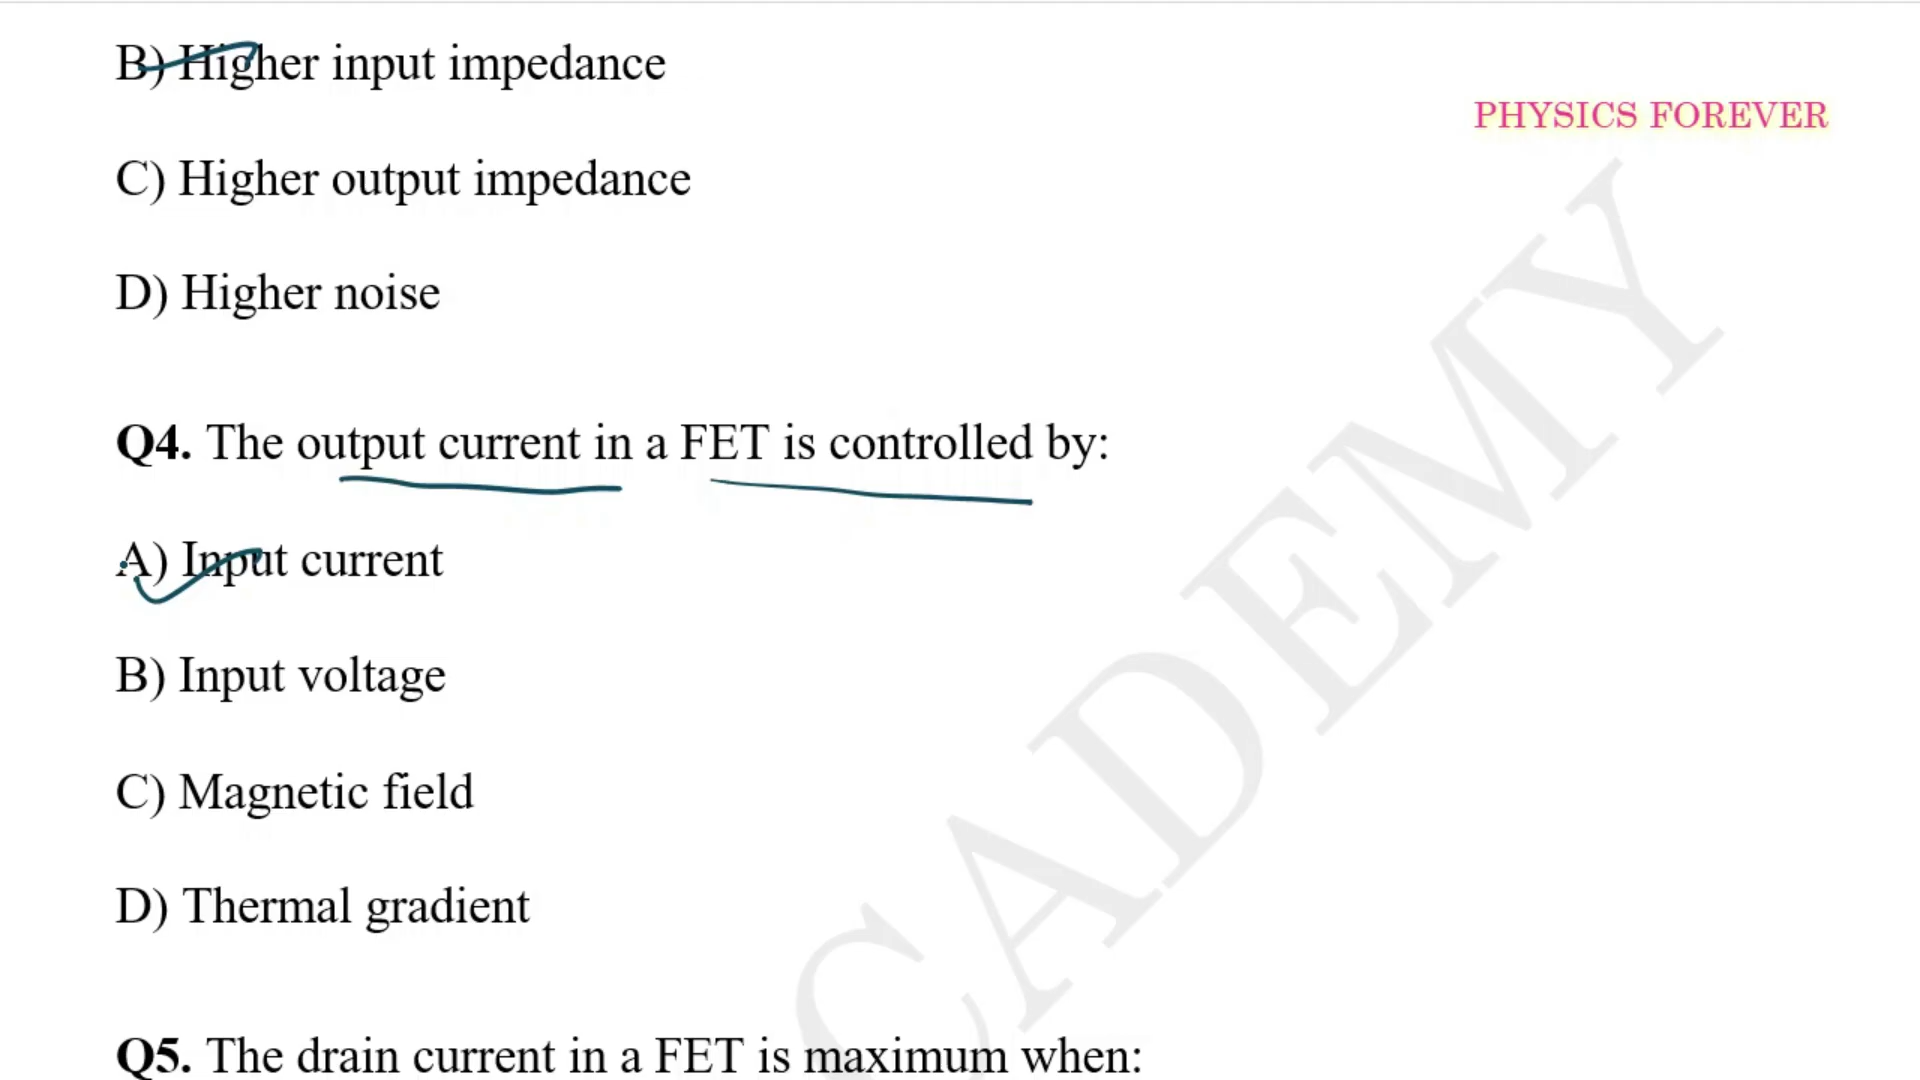 B) Higher input impedance
PHYSICS FOREVER
C) Higher output impedance
D) Higher noise
Q4. The output current in a FET is controlled by:
A) Input current
B) Input voltage
C) Magnetic field
D) Thermal gradient
CADEMY
Q5. The drain current in a FET is maximum when: